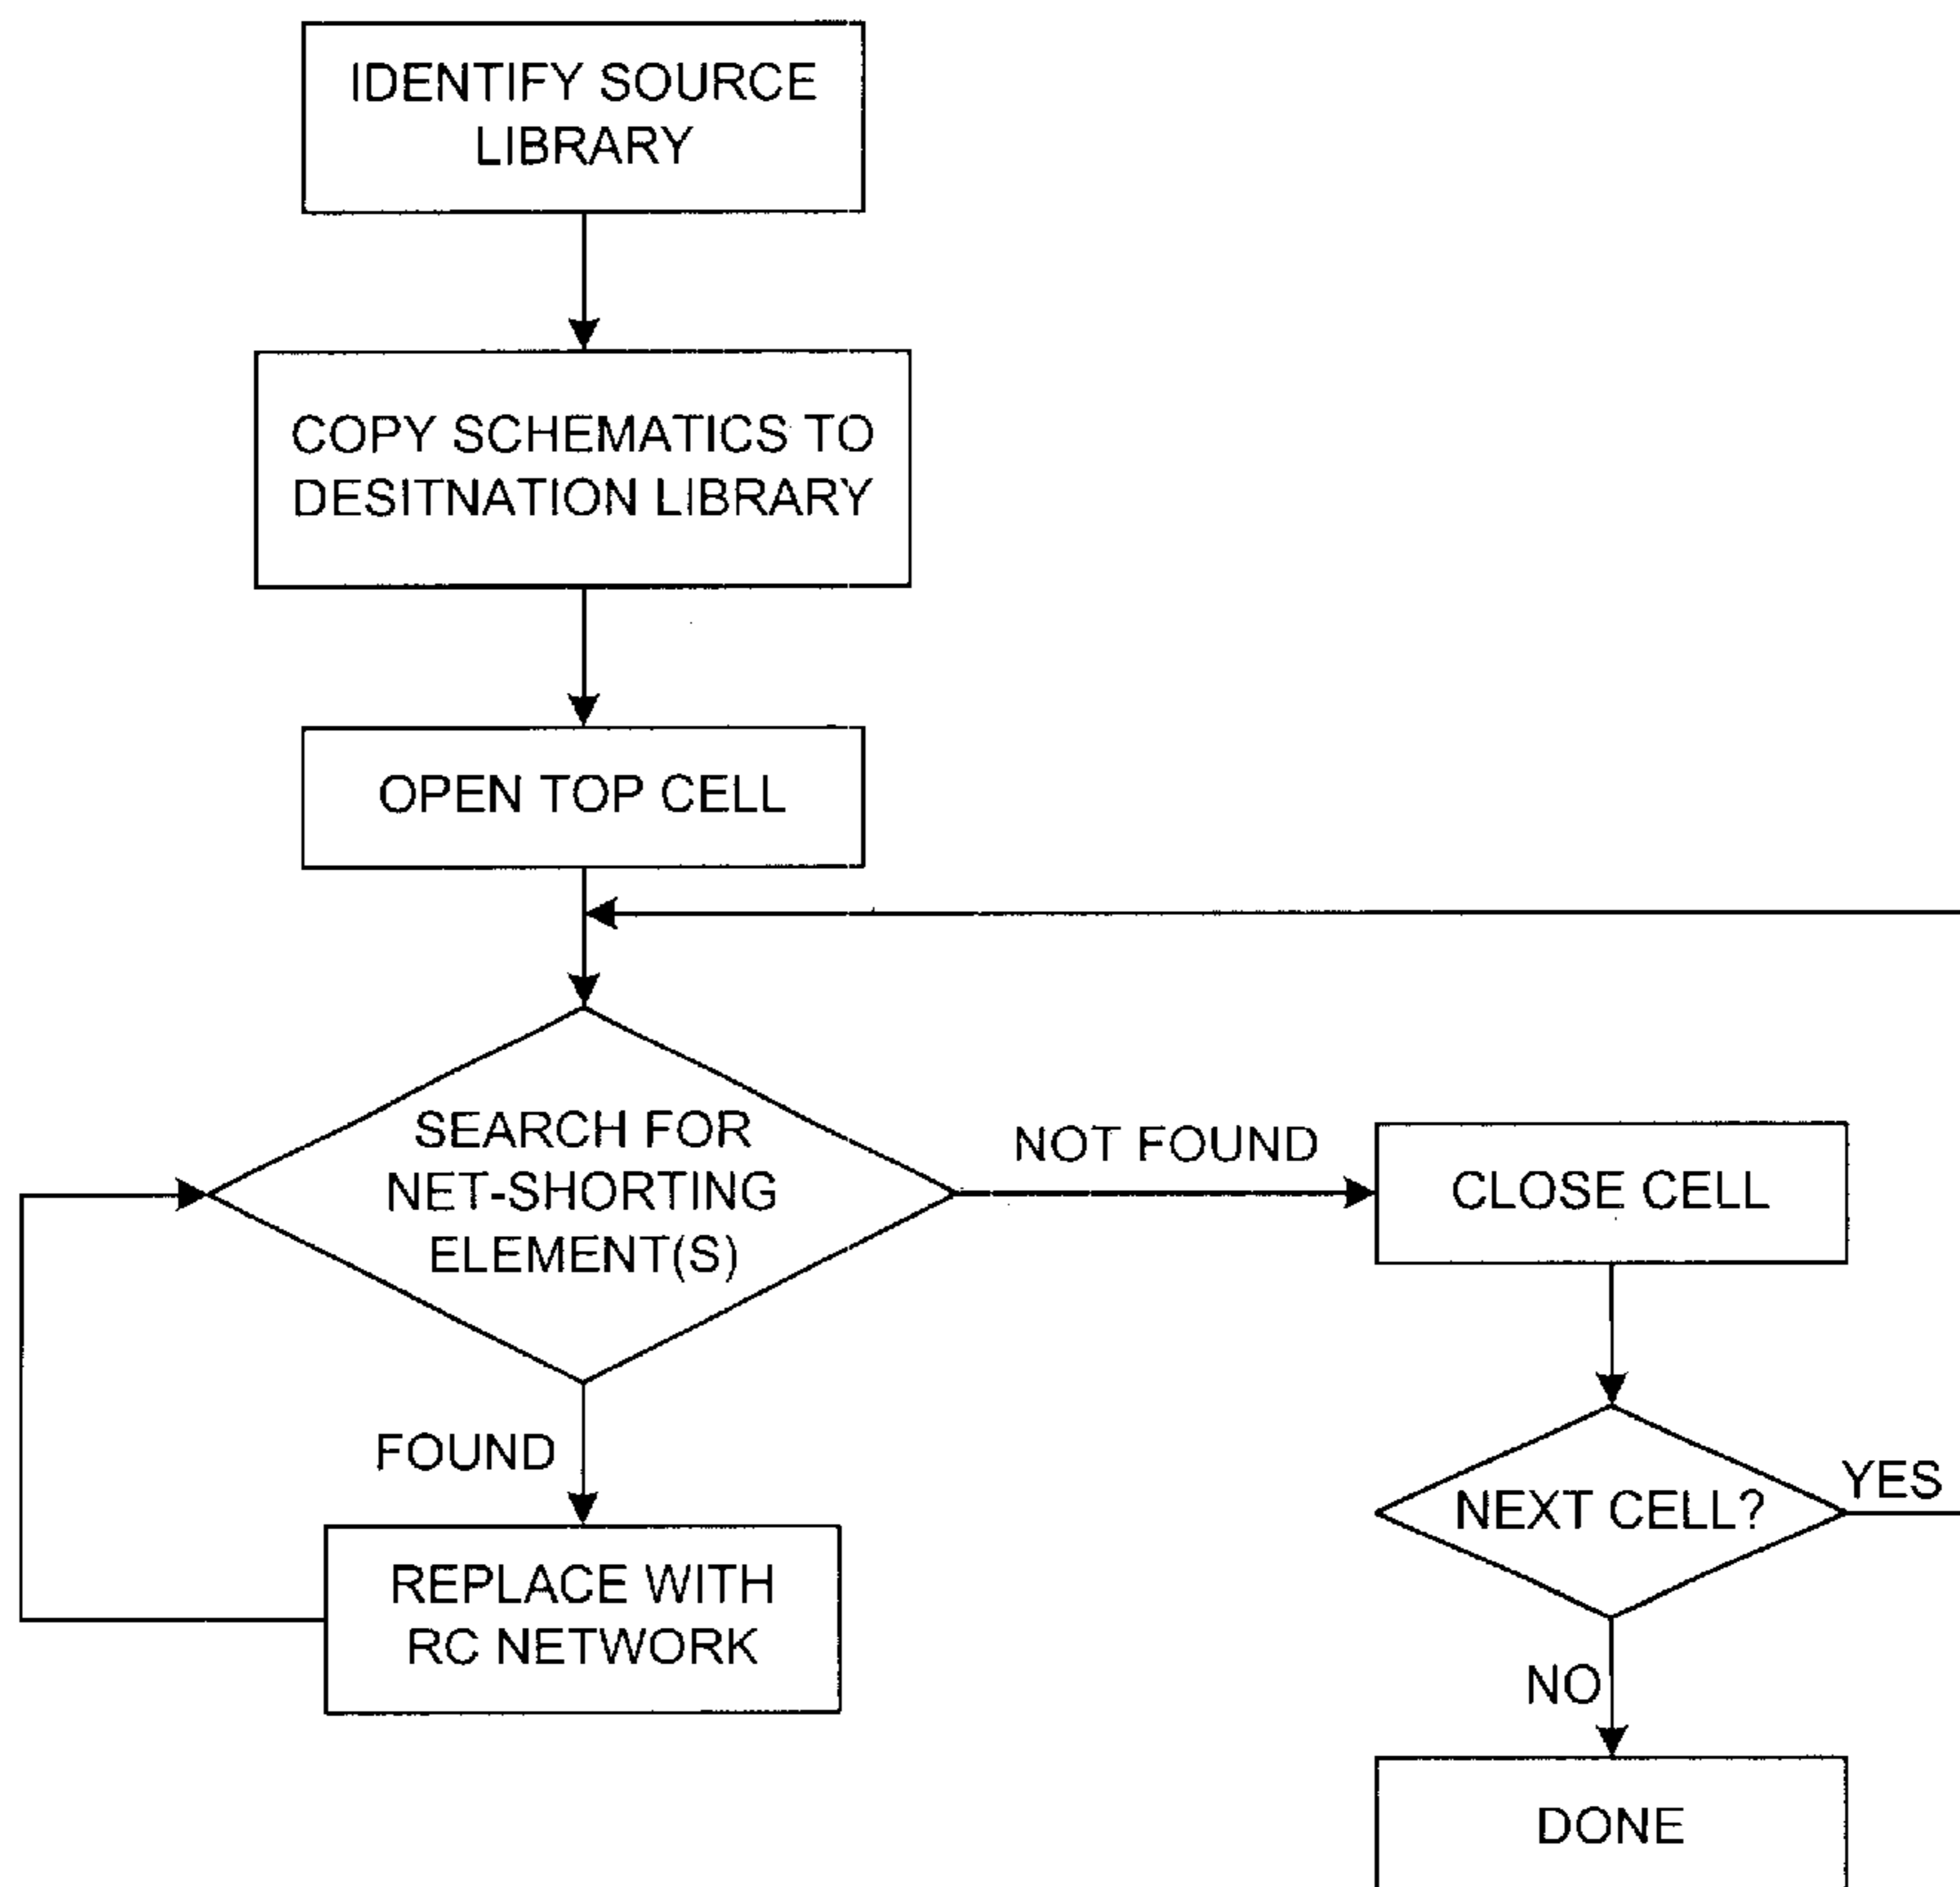 IDENTIFY SOURCE
LIBRARY
COPY SCHEMATICS TO
DESITNATION LIBRARY
OPEN TOP CELL
SEARCH FOR
NET-SHORTING
ELEMENT(S)
NOT FOUND
CLOSE CELL
FOUND
REPLACE WITH
RC NETWORK
NEXT CELL?
YES
NO
DONE